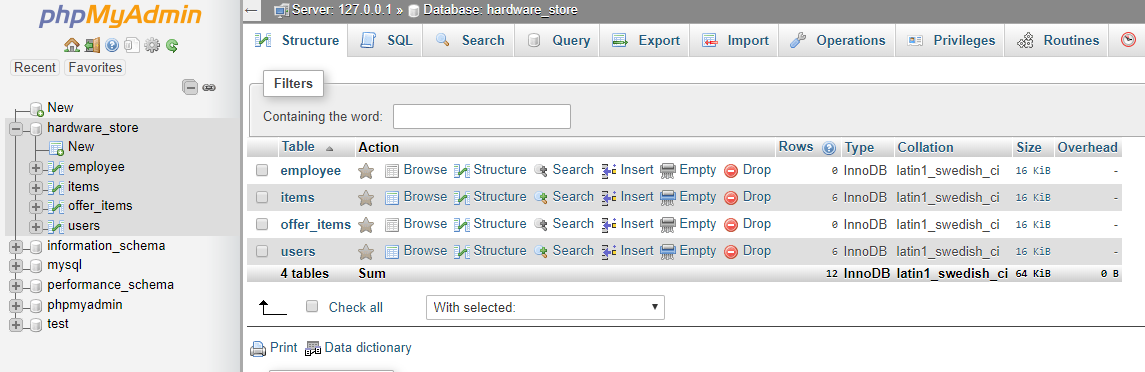 phpMyAdmin
Recent Favorites
New
hardware_store
New
employee
items
offer_items
users
information_schema
mysql
performance_schema
phpmyadmin
test
Server: 127.0.0.1 » Database: hardware_store
Structure SQL Search Query Export Import Operations Privileges Routines
Filters
Containing the word:
Table Action Rows Type Collation Size Overhead
employee Browse Structure Search Insert Empty Drop 0 InnoDB latin1_swedish_ci 16 KiB -
items Browse Structure Search Insert Empty Drop 6 InnoDB latin1_swedish_ci 16 KiB -
offer_items Browse Structure Search Insert Empty Drop 0 InnoDB latin1_swedish_ci 16 KiB -
users Browse Structure Search Insert Empty Drop 6 InnoDB latin1_swedish_ci 16 KiB -
4 tables Sum 12 InnoDB latin1_swedish_ci 64 KiB 0 B
Check all With selected:
Print Data dictionary